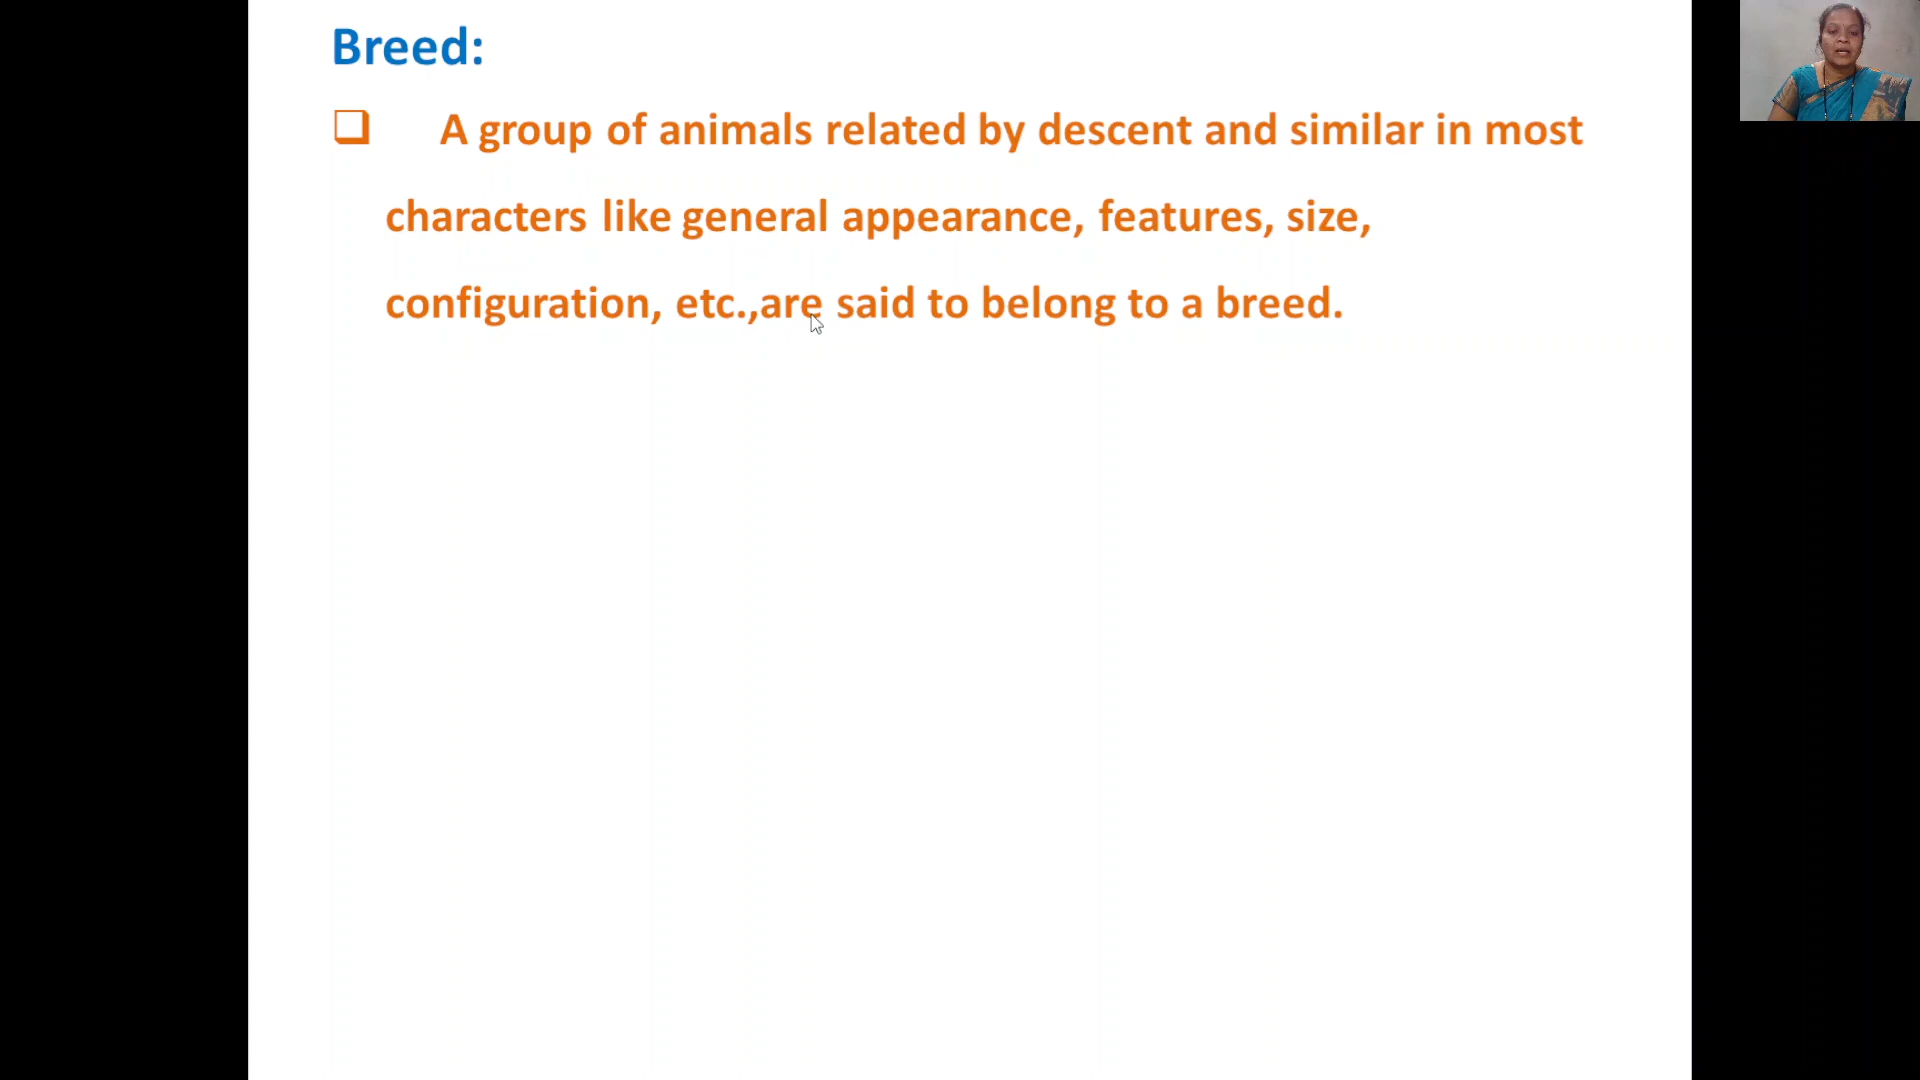 Breed:
A group of animals related by descent and similar in most
characters like general appearance, features, size,
configuration, etc.,are said to belong to a breed.